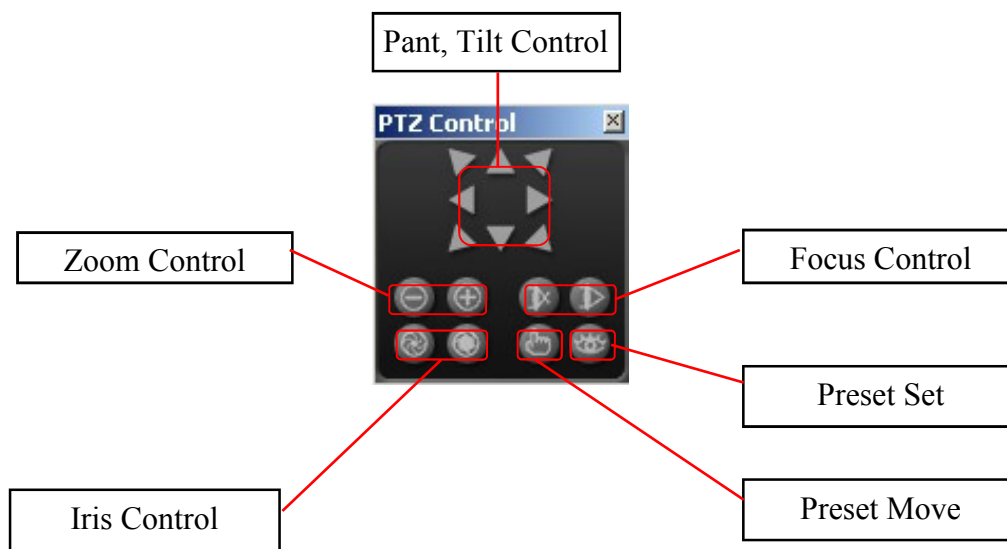 Pant, Tilt Control
PTZ Control
Zoom Control
Focus Control
Preset Set
Iris Control
Preset Move